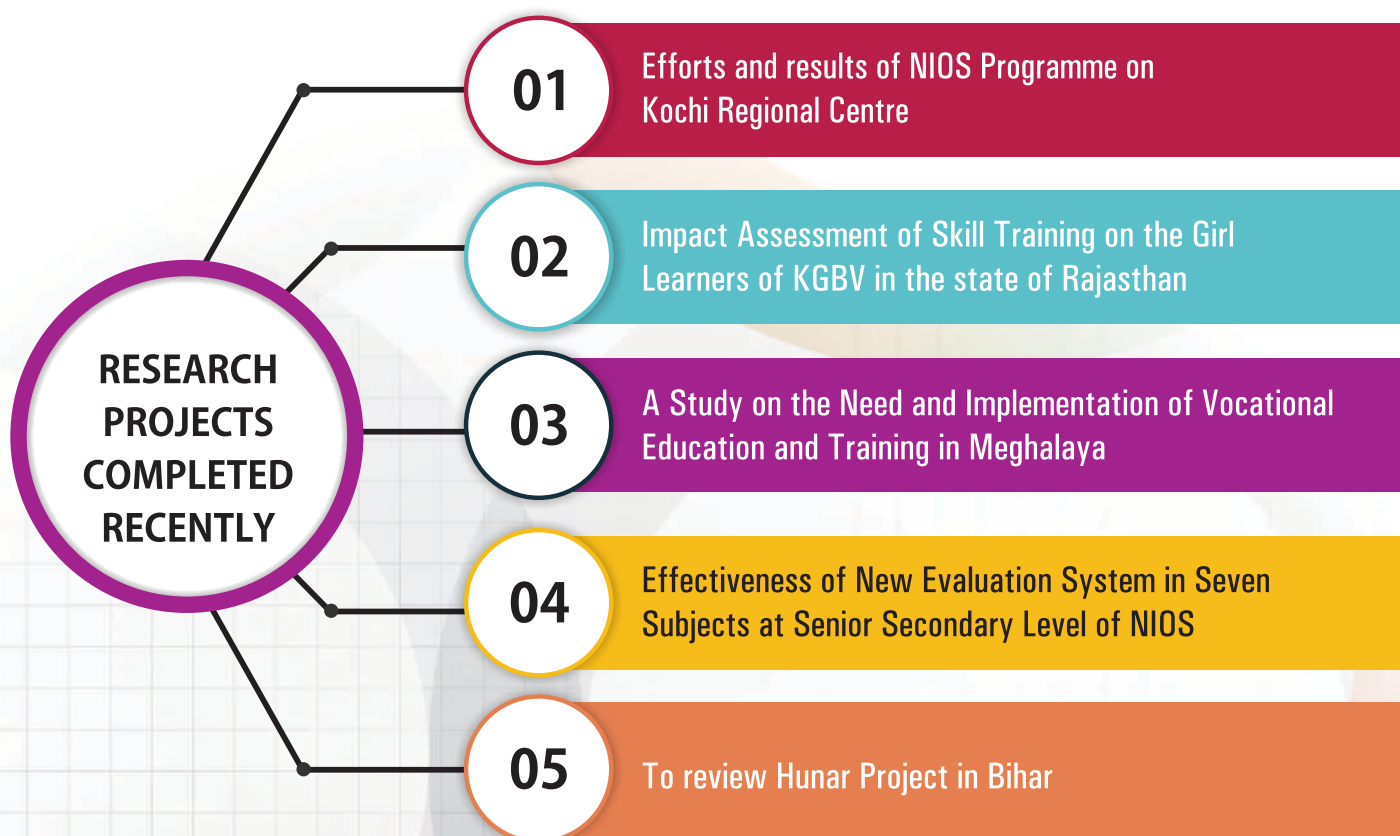 RESEARCH
PROJECTS
COMPLETED
RECENTLY
01
Efforts and results of NIOS Programme on
Kochi Regional Centre
02
Impact Assessment of Skill Training on the Girl
Learners of KGBV in the state of Rajasthan
03
A Study on the Need and Implementation of Vocational
Education and Training in Meghalaya
04
Effectiveness of New Evaluation System in Seven
Subjects at Senior Secondary Level of NIOS
05
To review Hunar Project in Bihar